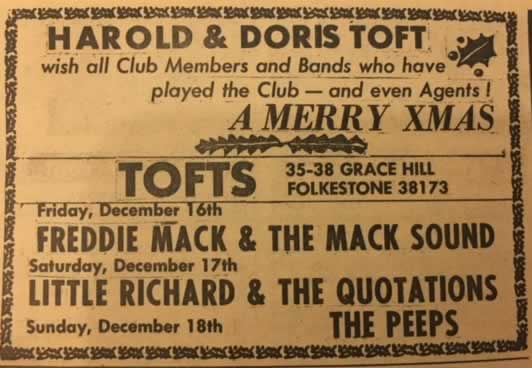 HAROLD & DORIS TOFT
wish all Club Members and Bands who have
played the Club — and even Agents !
A MERRY XMAS
TOFTS
35-38 GRACE HILL
FOLKESTONE 38173
Friday, December 16th
FREDDIE MACK & THE MACK SOUND
Saturday, December 17th
LITTLE RICHARD & THE QUOTATIONS
Sunday, December 18th THE PEEPS